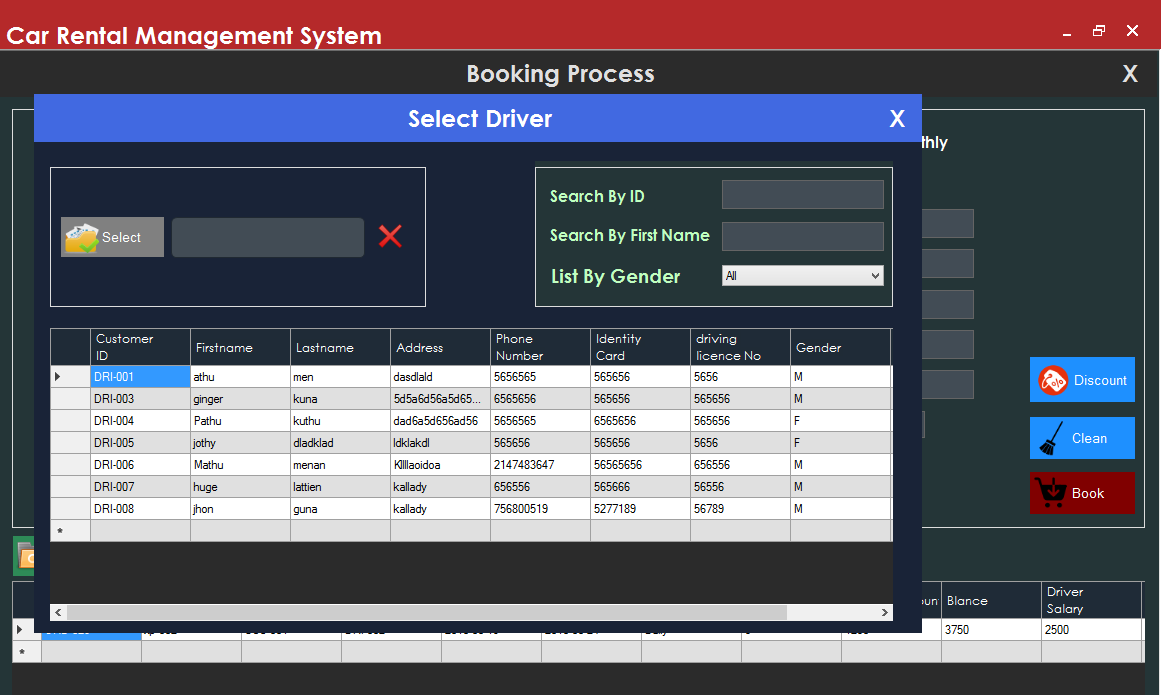 Car Rental Management System
Booking Process X
Select Driver X
thly
Select
Search By ID
Search By First Name
List By Gender All
Discount
Clean
Book
Customer ID Firstname Lastname Address Phone Number Identity Card driving licence No Gender
DRI-001 athu men dasdlald 5656565 565656 5656 M
DRI-003 ginger kuna 5d5a6d56a5d65... 6565656 565656 565656 M
DRI-004 Pathu kuthu dad6a5d656ad56 5656565 6565656 565656 F
DRI-005 jothy dladklad ldklakdl 565656 565656 5656 F
DRI-006 Mathu menan Kllllaoidoa 2147483647 56565656 656556 M
DRI-007 huge lattien kallady 656556 565666 56556 M
DRI-008 jhon guna kallady 756800519 5277189 56789 M
*
Blance Driver Salary
3750 2500
*